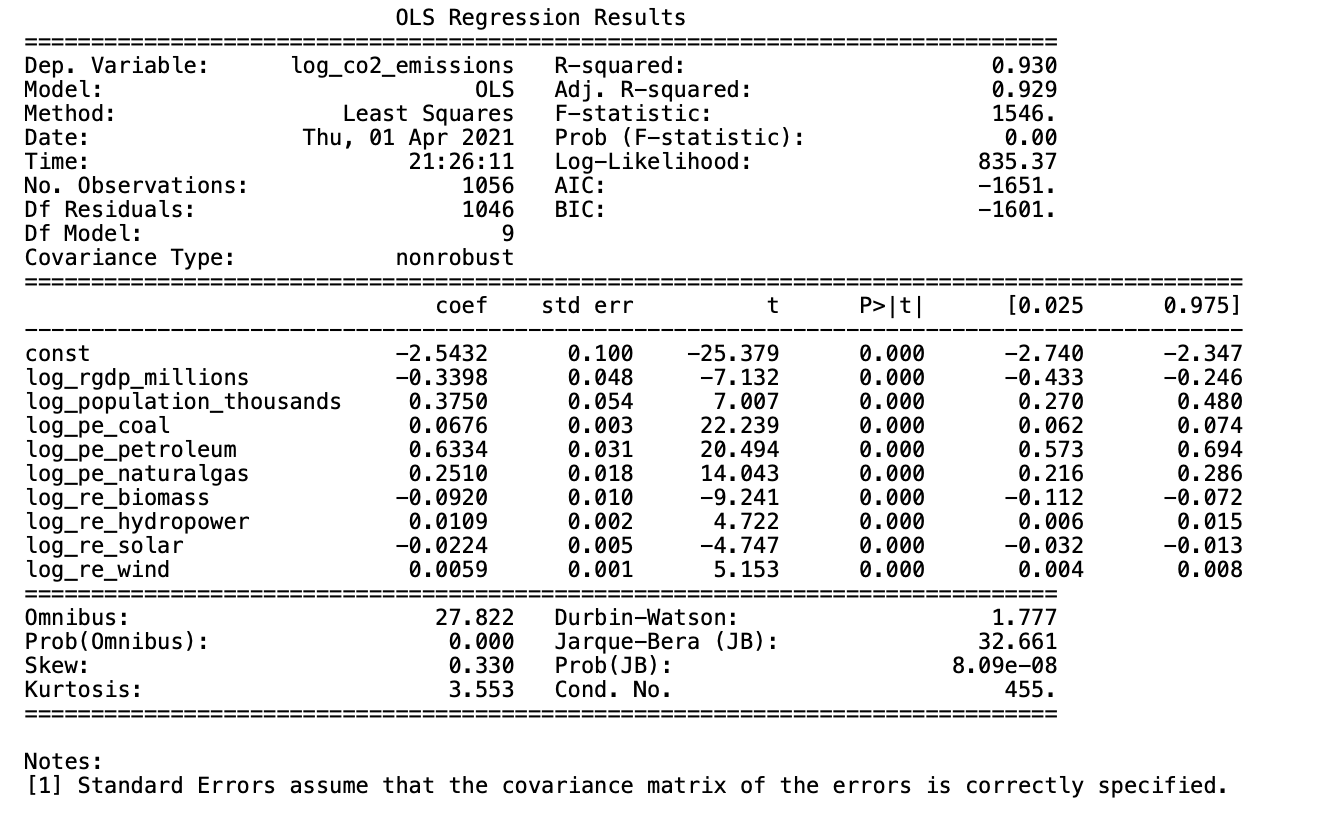 OLS Regression Results
==============================================================================
Dep. Variable: log_co2_emissions R-squared: 0.930
Model: OLS Adj. R-squared: 0.929
Method: Least Squares F-statistic: 1546.
Date: Thu, 01 Apr 2021 Prob (F-statistic): 0.00
Time: 21:26:11 Log-Likelihood: 835.37
No. Observations: 1056 AIC: -1651.
Df Residuals: 1046 BIC: -1601.
Df Model: 9
Covariance Type: nonrobust
============================================================================================
coef std err t P>|t| [0.025 0.975]
--------------------------------------------------------------------------------------------
const -2.5432 0.100 -25.379 0.000 -2.740 -2.347
log_rgdp_millions -0.3398 0.048 -7.132 0.000 -0.433 -0.246
log_population_thousands 0.3750 0.054 7.007 0.000 0.270 0.480
log_pe_coal 0.0676 0.003 22.239 0.000 0.062 0.074
log_pe_petroleum 0.6334 0.031 20.494 0.000 0.573 0.694
log_pe_naturalgas 0.2510 0.018 14.043 0.000 0.216 0.286
log_re_biomass -0.0920 0.010 -9.241 0.000 -0.112 -0.072
log_re_hydropower 0.0109 0.002 4.722 0.000 0.006 0.015
log_re_solar -0.0224 0.005 -4.747 0.000 -0.032 -0.013
log_re_wind 0.0059 0.001 5.153 0.000 0.004 0.008
==============================================================================
Omnibus: 27.822 Durbin-Watson: 1.777
Prob(Omnibus): 0.000 Jarque-Bera (JB): 32.661
Skew: 0.330 Prob(JB): 8.09e-08
Kurtosis: 3.553 Cond. No. 455.
==============================================================================
Notes:
[1] Standard Errors assume that the covariance matrix of the errors is correctly specified.